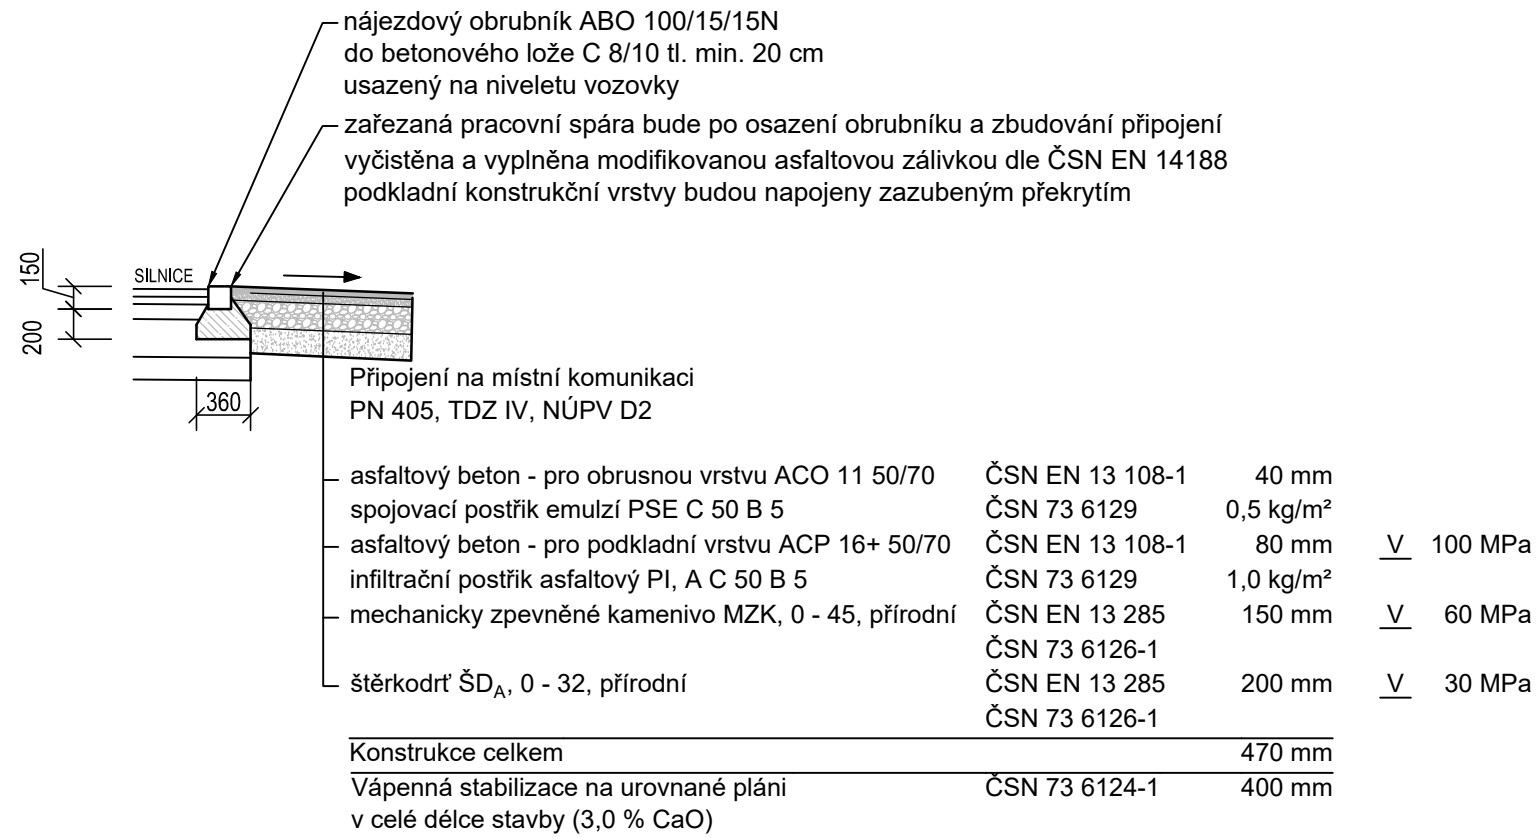 nájezdový obrubník ABO 100/15/15N
do betonového lože C 8/10 tl. min. 20 cm
usazený na niveletu vozovky
zařezaná pracovní spára bude po osazení obrubníku a zbudování připojení
vyčistěna a vyplněna modifikovanou asfaltovou zálivkou dle ČSN EN 14188
podkladní konstrukční vrstvy budou napojeny zazubeným překrytím
150
200
SILNICE
360
Připojení na místní komunikaci
PN 405, TDZ IV, NÚPV D2
asfaltový beton - pro obrusnou vrstvu ACO 11 50/70 ČSN EN 13 108-1 40 mm
spojovací postřik emulzí PSE C 50 B 5 ČSN 73 6129 0,5 kg/m²
asfaltový beton - pro podkladní vrstvu ACP 16+ 50/70 ČSN EN 13 108-1 80 mm V 100 MPa
infiltrační postřik asfaltový PI, A C 50 B 5 ČSN 73 6129 1,0 kg/m²
mechanicky zpevněné kamenivo MZK, 0 - 45, přírodní ČSN EN 13 285 150 mm V 60 MPa
ČSN 73 6126-1
štěrkodrť ŠDA, 0 - 32, přírodní ČSN EN 13 285 200 mm V 30 MPa
ČSN 73 6126-1
Konstrukce celkem 470 mm
Vápenná stabilizace na urovnané pláni ČSN 73 6124-1 400 mm
v celé délce stavby (3,0 % CaO)